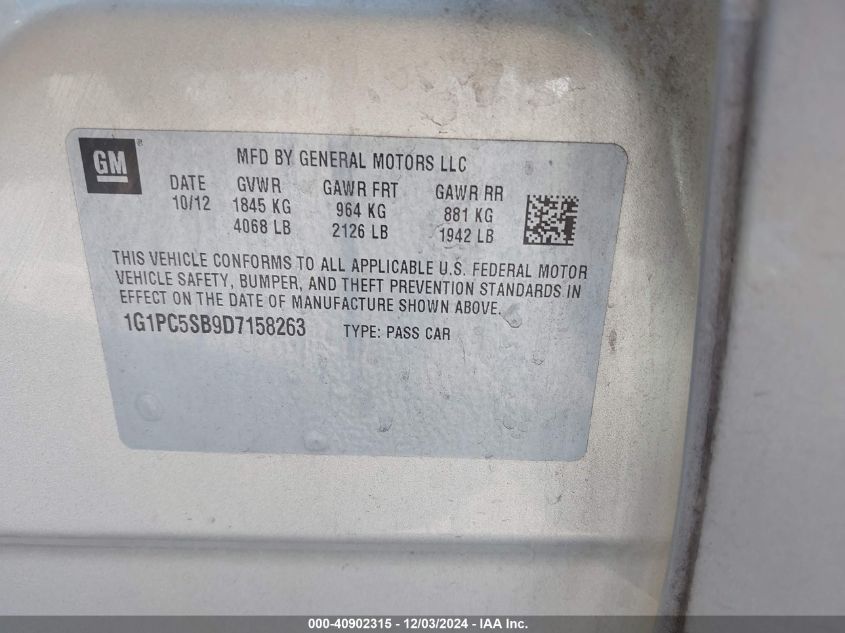 GM
MFD BY GENERAL MOTORS LLC
DATE GVWR GAWR FRT GAWR RR
10/12 1845 KG 964 KG 881 KG
4068 LB 2126 LB 1942 LB
THIS VEHICLE CONFORMS TO ALL APPLICABLE U.S. FEDERAL MOTOR
VEHICLE SAFETY, BUMPER, AND THEFT PREVENTION STANDARDS IN
EFFECT ON THE DATE OF MANUFACTURE SHOWN ABOVE.
1G1PC5SB9D7158263 TYPE: PASS CAR
000-40902315 - 12/03/2024 - IAA Inc.